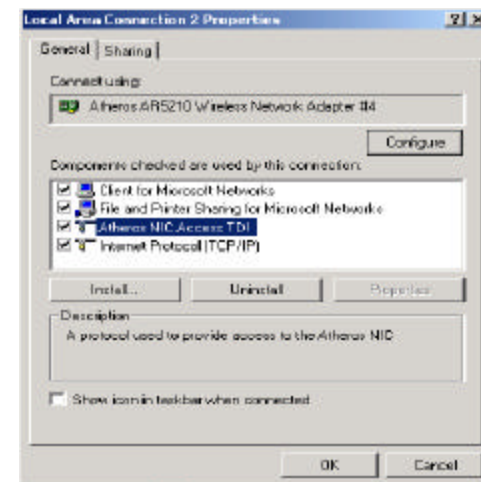 Local Area Connection 2 Properties
General Sharing
Connect using:
Atheros AR5210 Wireless Network Adapter #4
Configure
Components checked are used by this connection:
Client for Microsoft Networks
File and Printer Sharing for Microsoft Networks
Atheros NIC Access TDI
Internet Protocol (TCP/IP)
Install... Uninstall Properties
Description
A protocol used to provide access to the Atheros NIC
Show icon in taskbar when connected
OK Cancel